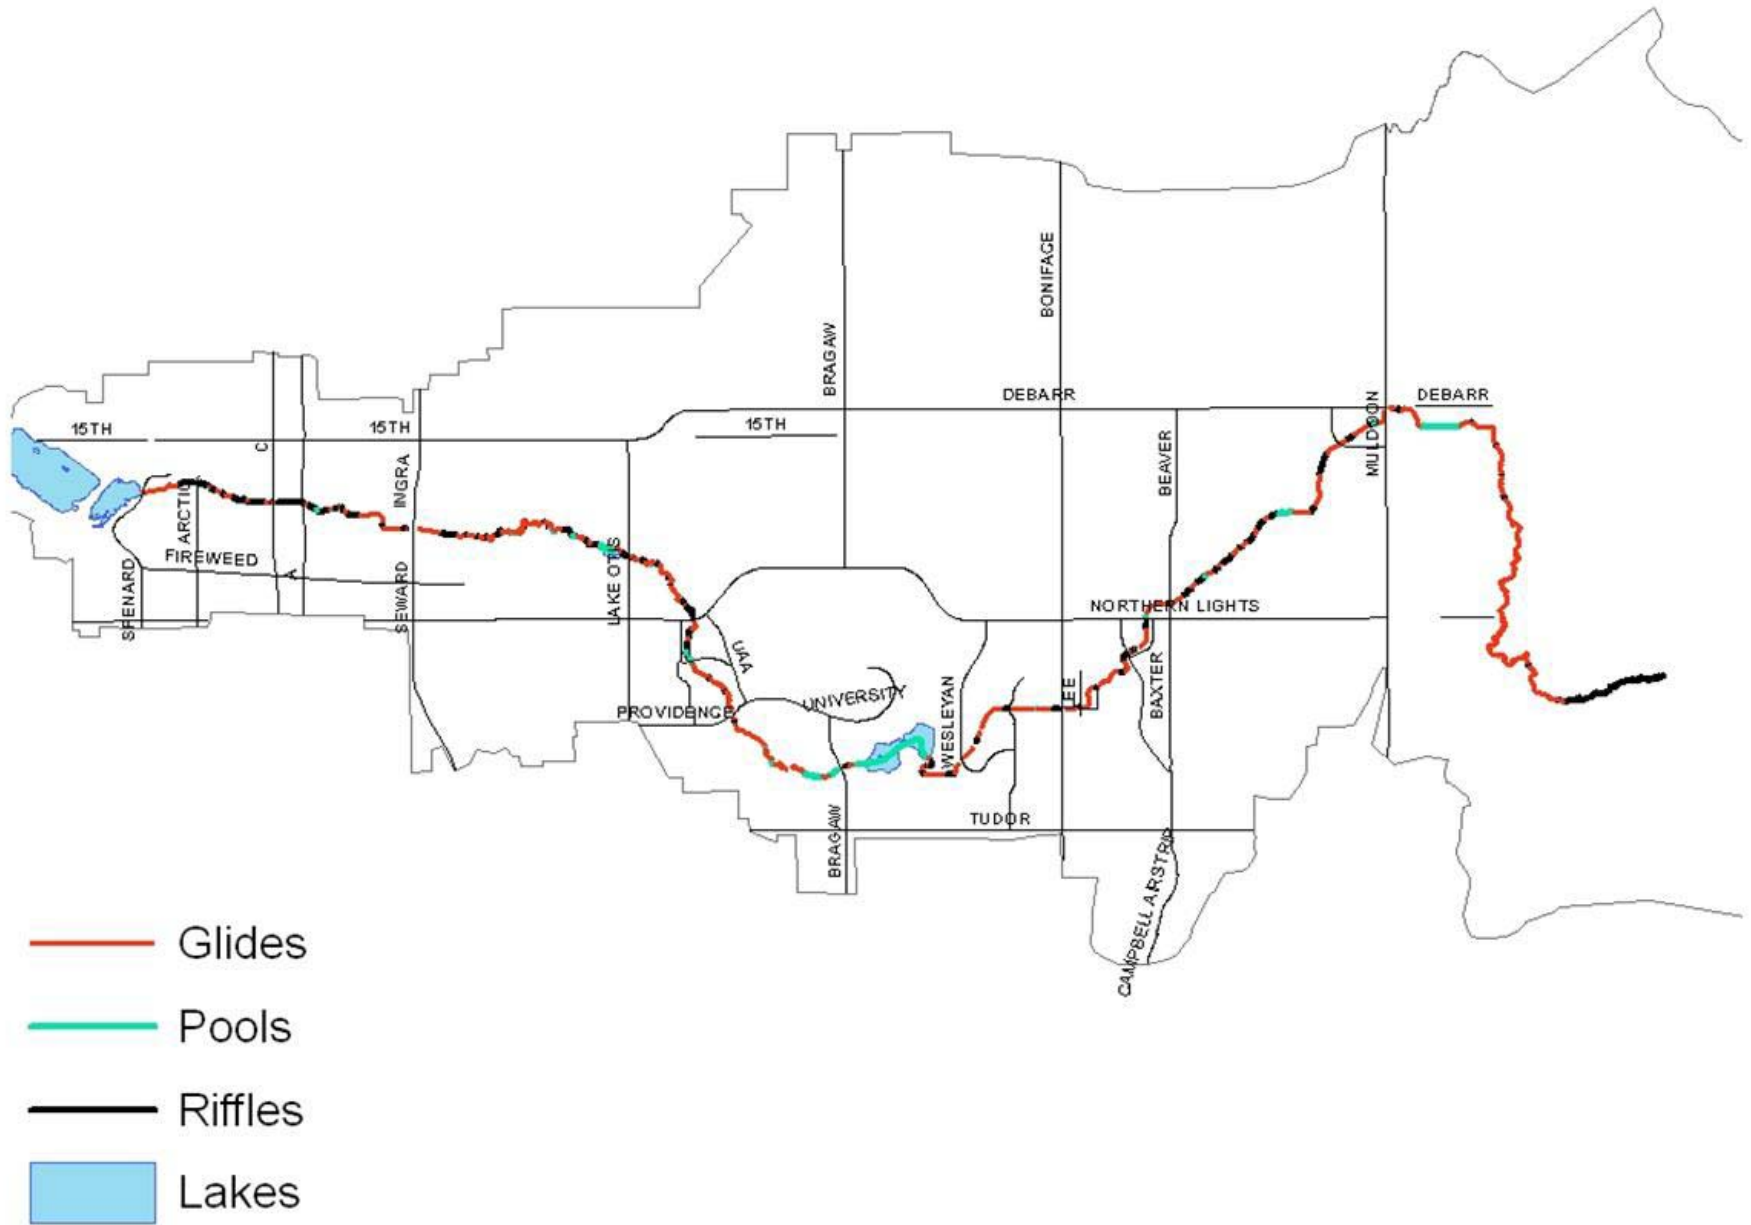 BONIFACE
BRAGAW
DEBARR
DEBARR
MULDOON
15TH
15TH
15TH
C
INGRA
BEAVER
ARCTIC
FIREWEED
A
SPENARD
SEWARD
LAKE OTIS
NORTHERN LIGHTS
UAA
UNIVERSITY
PROVIDENCE
WESLEYAN
LEE
BAXTER
TUDOR
BRAGAW
CAMPBELL AIRSTRIP
Glides
Pools
Riffles
Lakes